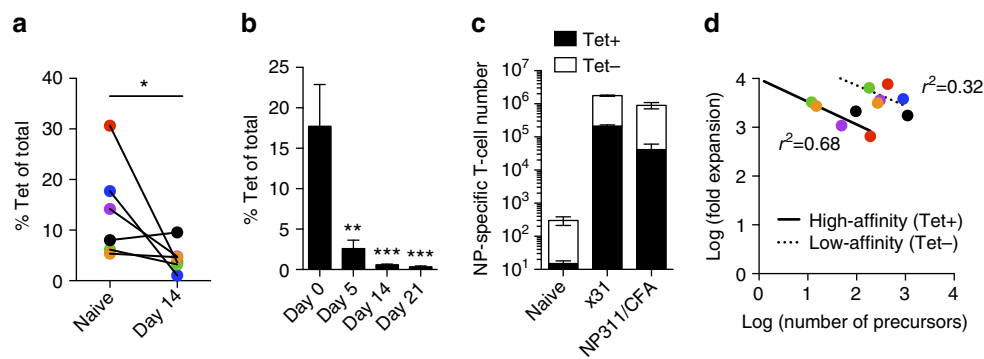 a
% Tet of total
40
30
20
10
0
*
Naive
Day 14
b
% Tet of total
25
20
15
10
5
0
**
***
***
Day 0
Day 5
Day 14
Day 21
c
Tet+
Tet–
NP-specific T-cell number
10⁷
10⁶
10⁵
10⁴
10³
10²
10¹
Naive
x31
NP311/CFA
d
Log (fold expansion)
4
3
2
0
r²=0.32
r²=0.68
High-affinity (Tet+)
Low-affinity (Tet–)
0 1 2 3 4
Log (number of precursors)